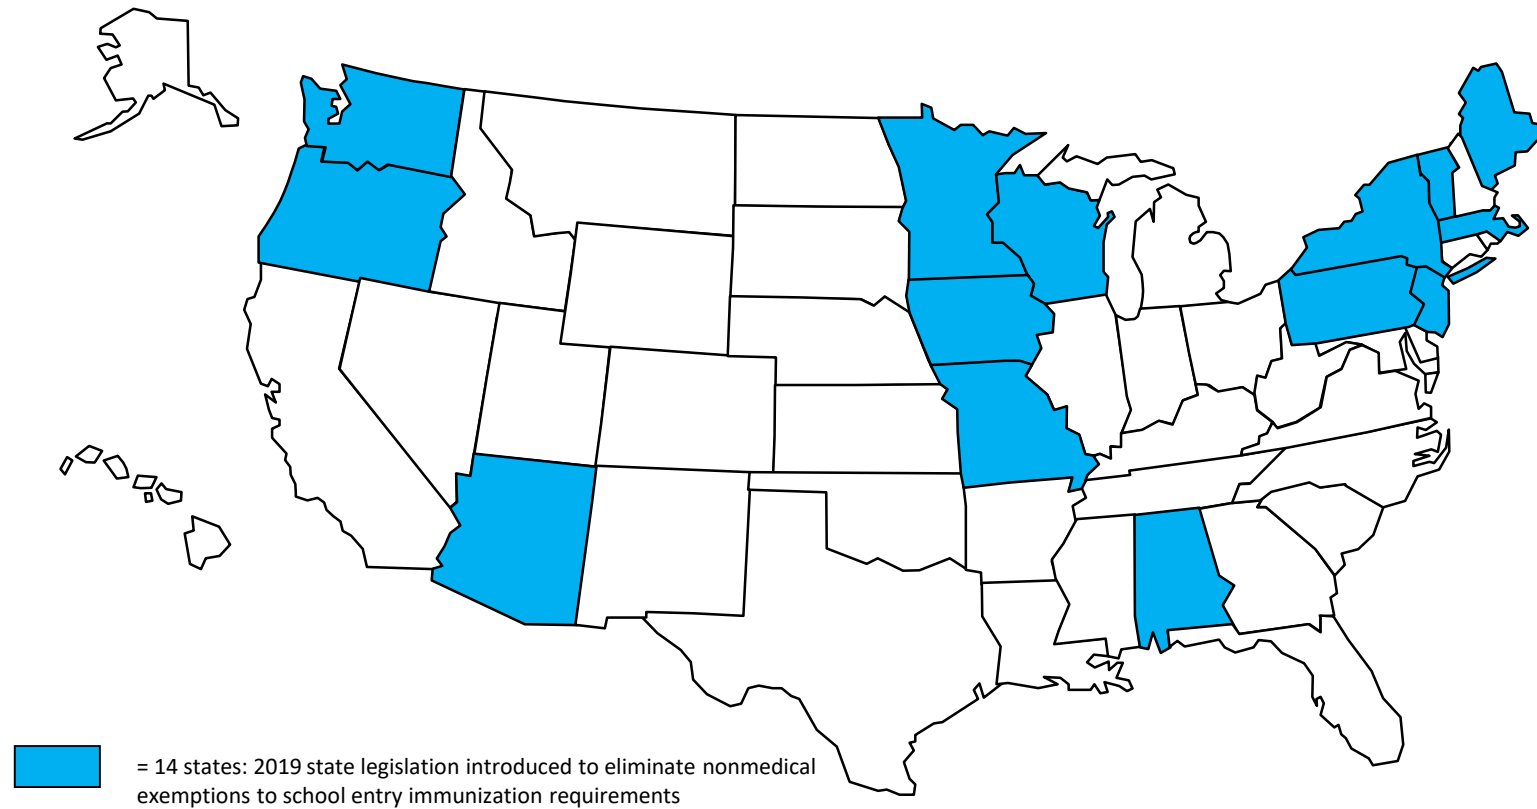 = 14 states: 2019 state legislation introduced to eliminate nonmedical
exemptions to school entry immunization requirements